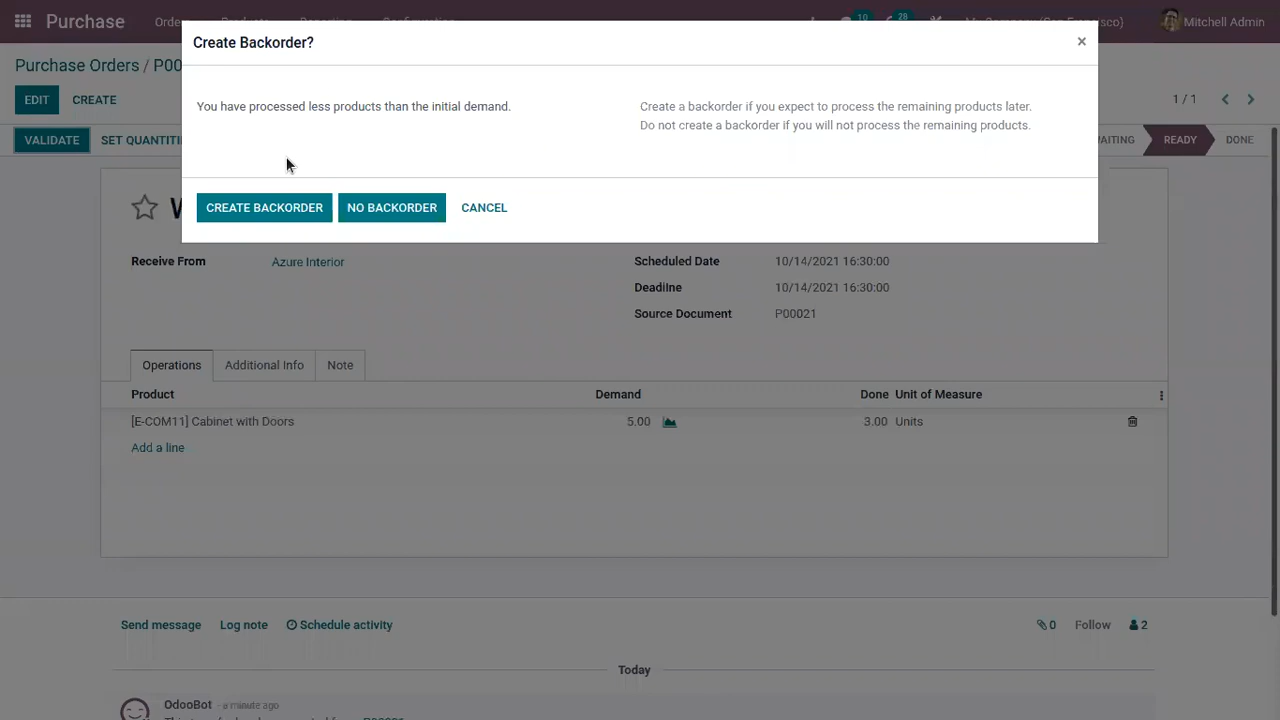 Purchase
10
28
Mitchell Admin
Create Backorder?
×
Purchase Orders /
EDIT
CREATE
1 / 1
You have processed less products than the initial demand.
Create a backorder if you expect to process the remaining products later.
Do not create a backorder if you will not process the remaining products.
VALIDATE
READY
DONE
CREATE BACKORDER
NO BACKORDER
CANCEL
Receive From
Azure Interior
Scheduled Date
10/14/2021 16:30:00
Deadline
10/14/2021 16:30:00
Source Document
P00021
Operations
Additional Info
Note
Product
Demand
Done
Unit of Measure
[E-COM11] Cabinet with Doors
5.00
3.00
Units
Add a line
Send message
Log note
Schedule activity
0
Follow
2
Today
OdooBot - a minute ago